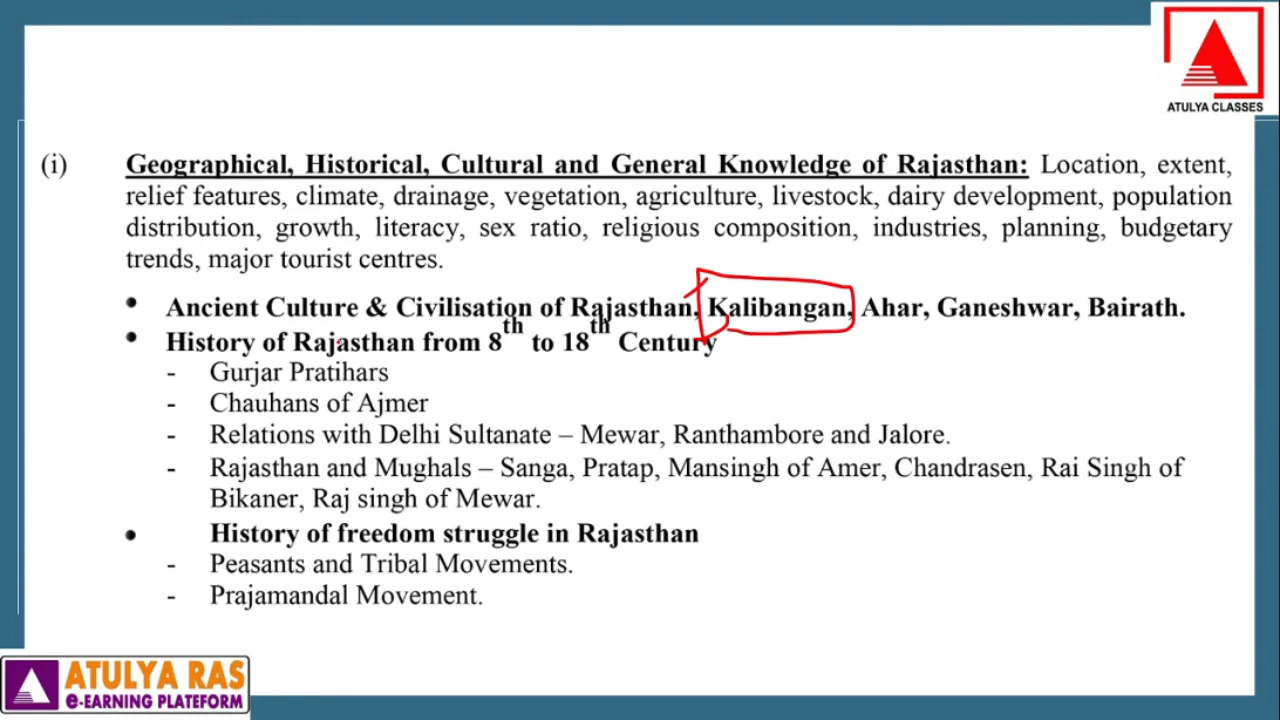 ATULYA CLASSES
(i) Geographical, Historical, Cultural and General Knowledge of Rajasthan: Location, extent,
relief features, climate, drainage, vegetation, agriculture, livestock, dairy development, population
distribution, growth, literacy, sex ratio, religious composition, industries, planning, budgetary
trends, major tourist centres.
• Ancient Culture & Civilisation of Rajasthan, Kalibangan, Ahar, Ganeshwar, Bairath.
• History of Rajasthan from 8th to 18th Century
- Gurjar Pratihars
- Chauhans of Ajmer
- Relations with Delhi Sultanate – Mewar, Ranthambore and Jalore.
- Rajasthan and Mughals – Sanga, Pratap, Mansingh of Amer, Chandrasen, Rai Singh of
Bikaner, Raj singh of Mewar.
• History of freedom struggle in Rajasthan
- Peasants and Tribal Movements.
- Prajamandal Movement.
ATULYA RAS
e-EARNING PLATEFORM